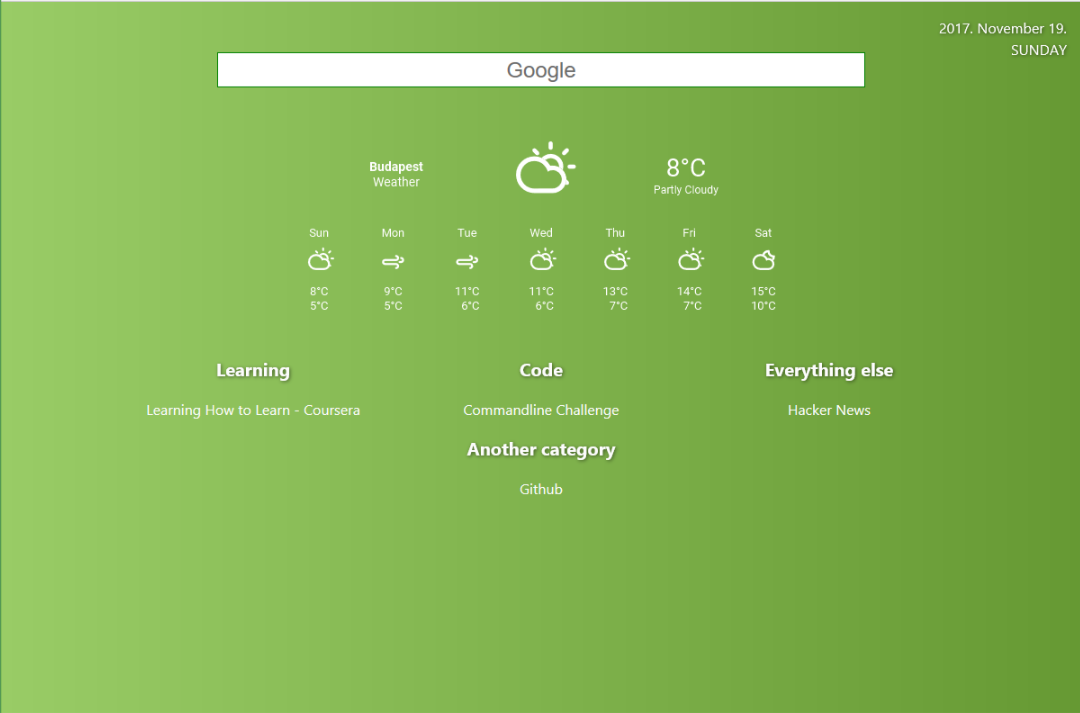 2017. November 19.
SUNDAY
Google
Budapest
Weather
8°C
Partly Cloudy
Sun Mon Tue Wed Thu Fri Sat
8°C 9°C 11°C 11°C 13°C 14°C 15°C
5°C 5°C 6°C 6°C 7°C 7°C 10°C
Learning Code Everything else
Learning How to Learn - Coursera Commandline Challenge Hacker News
Another category
Github